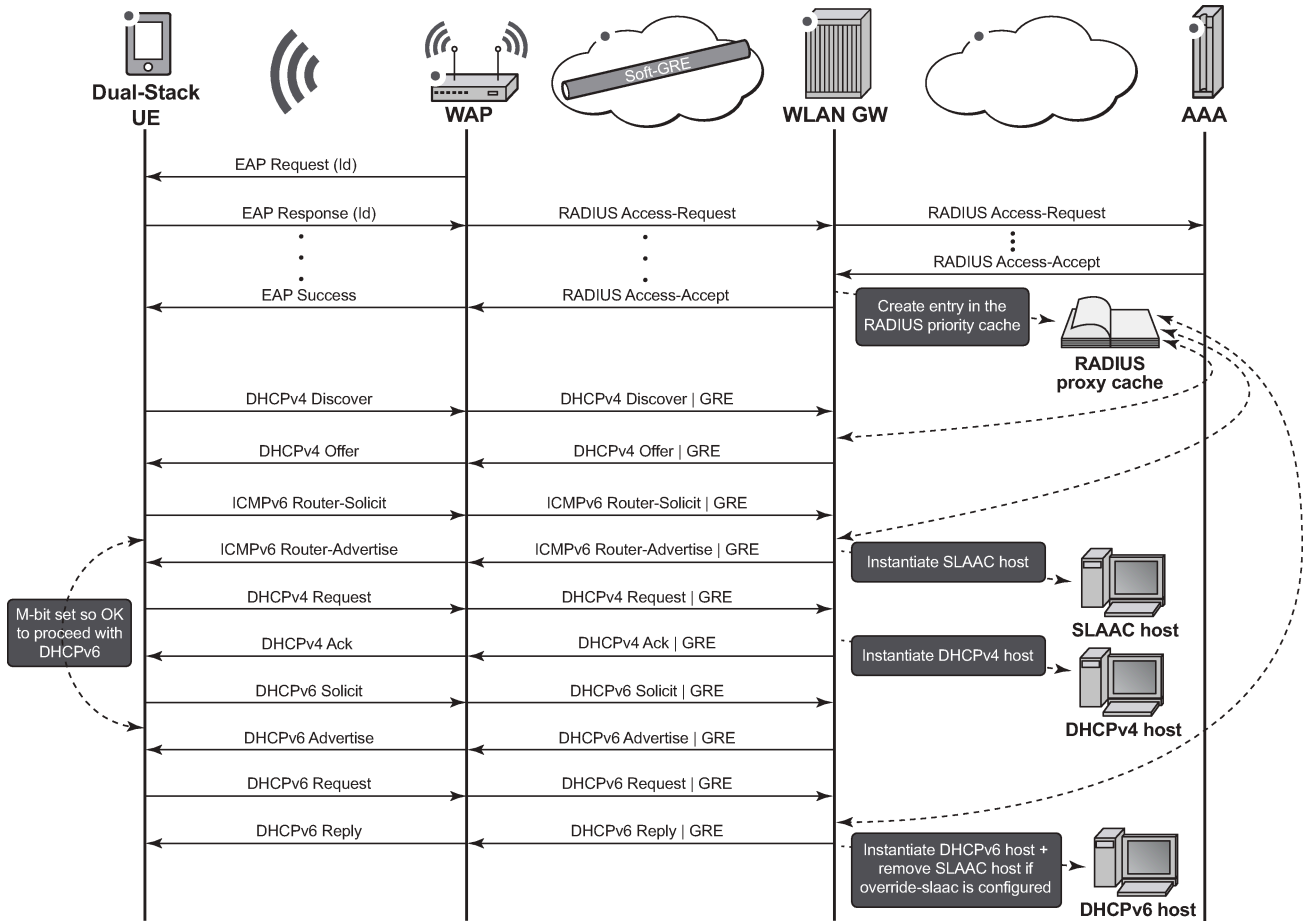 Soft-GRE
Dual-Stack
UE
WAP
WLAN GW
AAA
EAP Request (Id)
EAP Response (Id)
RADIUS Access-Request
RADIUS Access-Request
RADIUS Access-Accept
EAP Success
RADIUS Access-Accept
Create entry in the
RADIUS priority cache
RADIUS
proxy cache
DHCPv4 Discover
DHCPv4 Discover | GRE
DHCPv4 Offer
DHCPv4 Offer | GRE
ICMPv6 Router-Solicit
ICMPv6 Router-Solicit | GRE
ICMPv6 Router-Advertise
ICMPv6 Router-Advertise | GRE
Instantiate SLAAC host
SLAAC host
M-bit set so OK
to proceed with
DHCPv6
DHCPv4 Request
DHCPv4 Request | GRE
DHCPv4 Ack
DHCPv4 Ack | GRE
Instantiate DHCPv4 host
DHCPv4 host
DHCPv6 Solicit
DHCPv6 Solicit | GRE
DHCPv6 Advertise
DHCPv6 Advertise | GRE
DHCPv6 Request
DHCPv6 Request | GRE
DHCPv6 Reply
DHCPv6 Reply | GRE
Instantiate DHCPv6 host +
remove SLAAC host if
override-slaac is configured
DHCPv6 host